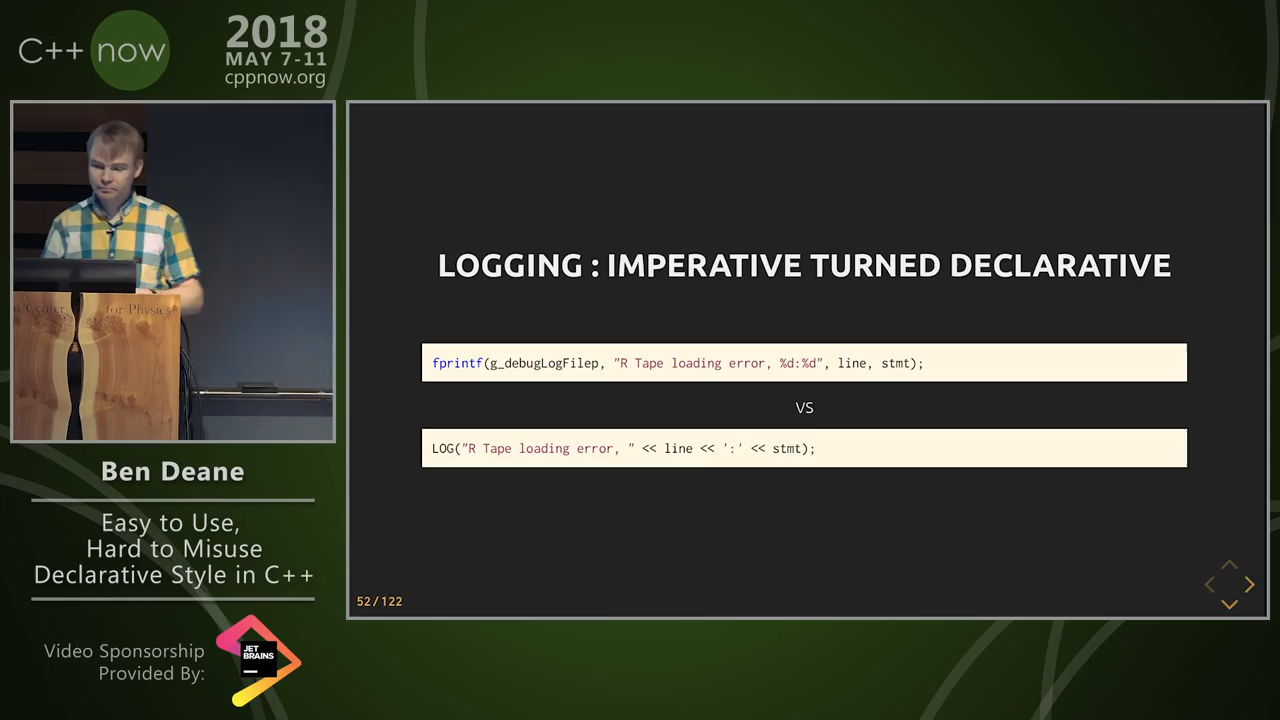 C++ now
2018
MAY 7-11
cppnow.org
LOGGING : IMPERATIVE TURNED DECLARATIVE
fprintf(g_debugLogFilep, "R Tape loading error, %d:%d", line, stmt);
VS
LOG("R Tape loading error, " << line << ':' << stmt);
52/122
Center for Physics
Ben Deane
Easy to Use,
Hard to Misuse
Declarative Style in C++
Video Sponsorship
Provided By:
JET
BRAINS